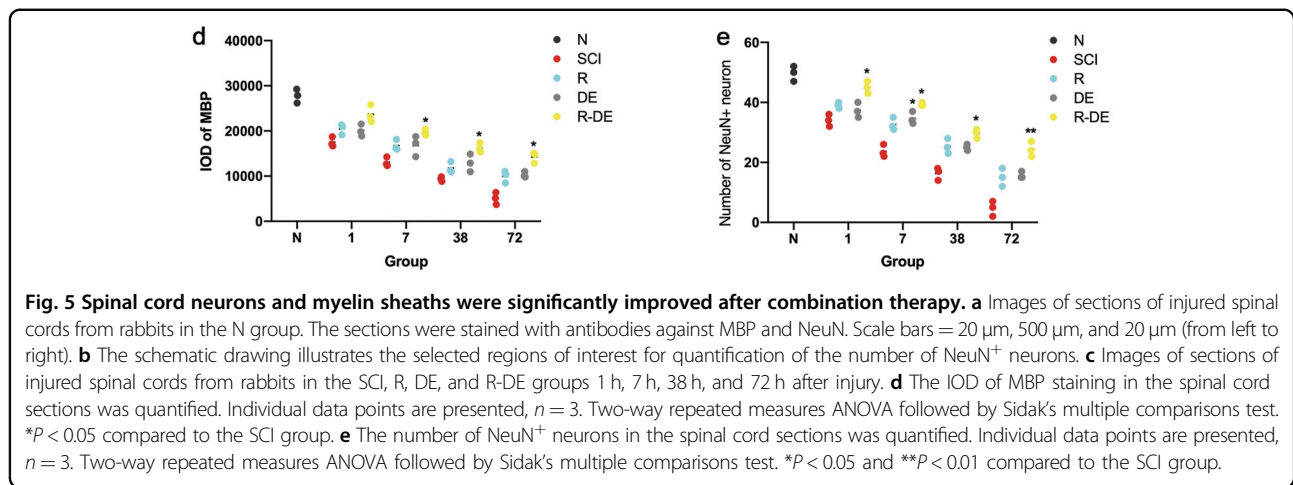 d
40000
30000
20000
10000
0
IOD of MBP
N
1
7
38
72
Group
*
*
*
N
SCI
R
DE
R-DE
e
60
40
20
0
Number of NeuN+ neuron
N
1
7
38
72
Group
*
*
*
*
**
N
SCI
R
DE
R-DE
Fig. 5 Spinal cord neurons and myelin sheaths were significantly improved after combination therapy. a Images of sections of injured spinal
cords from rabbits in the N group. The sections were stained with antibodies against MBP and NeuN. Scale bars = 20 μm, 500 μm, and 20 μm (from left to
right). b The schematic drawing illustrates the selected regions of interest for quantification of the number of NeuN⁺ neurons. c Images of sections of
injured spinal cords from rabbits in the SCI, R, DE, and R-DE groups 1 h, 7 h, 38 h, and 72 h after injury. d The IOD of MBP staining in the spinal cord
sections was quantified. Individual data points are presented, n = 3. Two-way repeated measures ANOVA followed by Sidak's multiple comparisons test.
*P < 0.05 compared to the SCI group. e The number of NeuN⁺ neurons in the spinal cord sections was quantified. Individual data points are presented,
n = 3. Two-way repeated measures ANOVA followed by Sidak's multiple comparisons test. *P < 0.05 and **P < 0.01 compared to the SCI group.